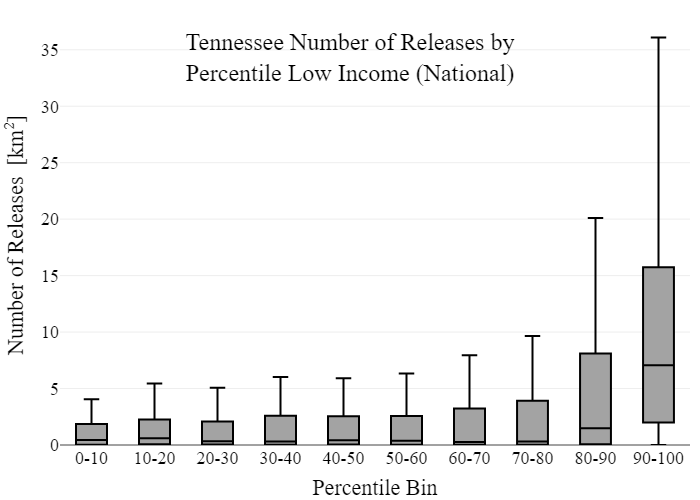 Tennessee Number of Releases by
Percentile Low Income (National)
Number of Releases [km²]
35
30
25
20
15
10
5
0
0-10 10-20 20-30 30-40 40-50 50-60 60-70 70-80 80-90 90-100
Percentile Bin